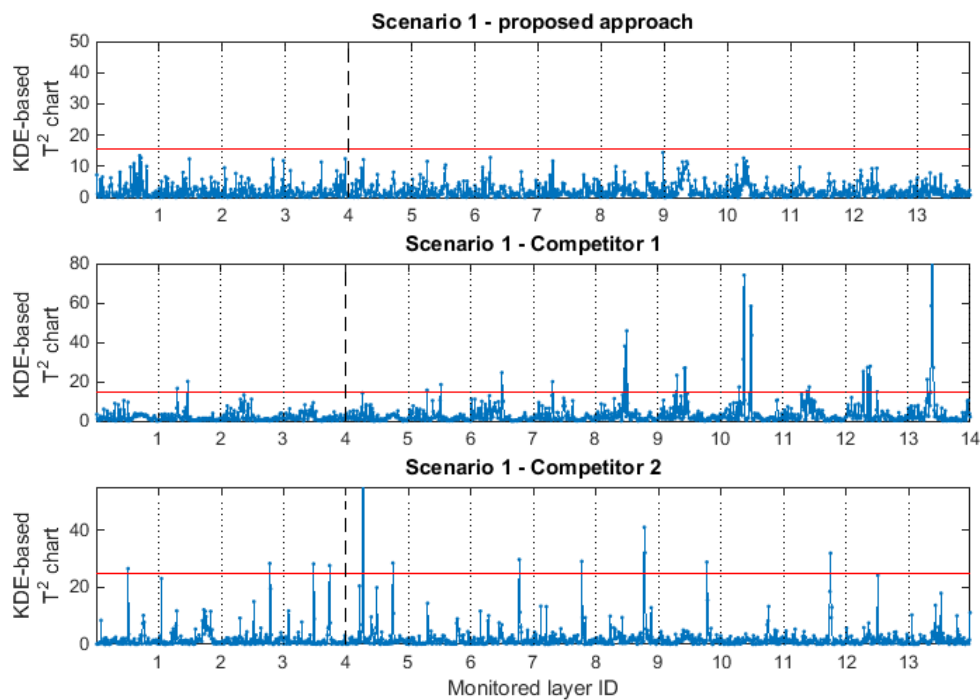 Scenario 1 - proposed approach
KDE-based
T² chart
50
40
30
20
10
0
1 2 3 4 5 6 7 8 9 10 11 12 13
Scenario 1 - Competitor 1
KDE-based
T² chart
80
60
40
20
0
1 2 3 4 5 6 7 8 9 10 11 12 13 14
Scenario 1 - Competitor 2
KDE-based
T² chart
40
20
0
1 2 3 4 5 6 7 8 9 10 11 12 13
Monitored layer ID